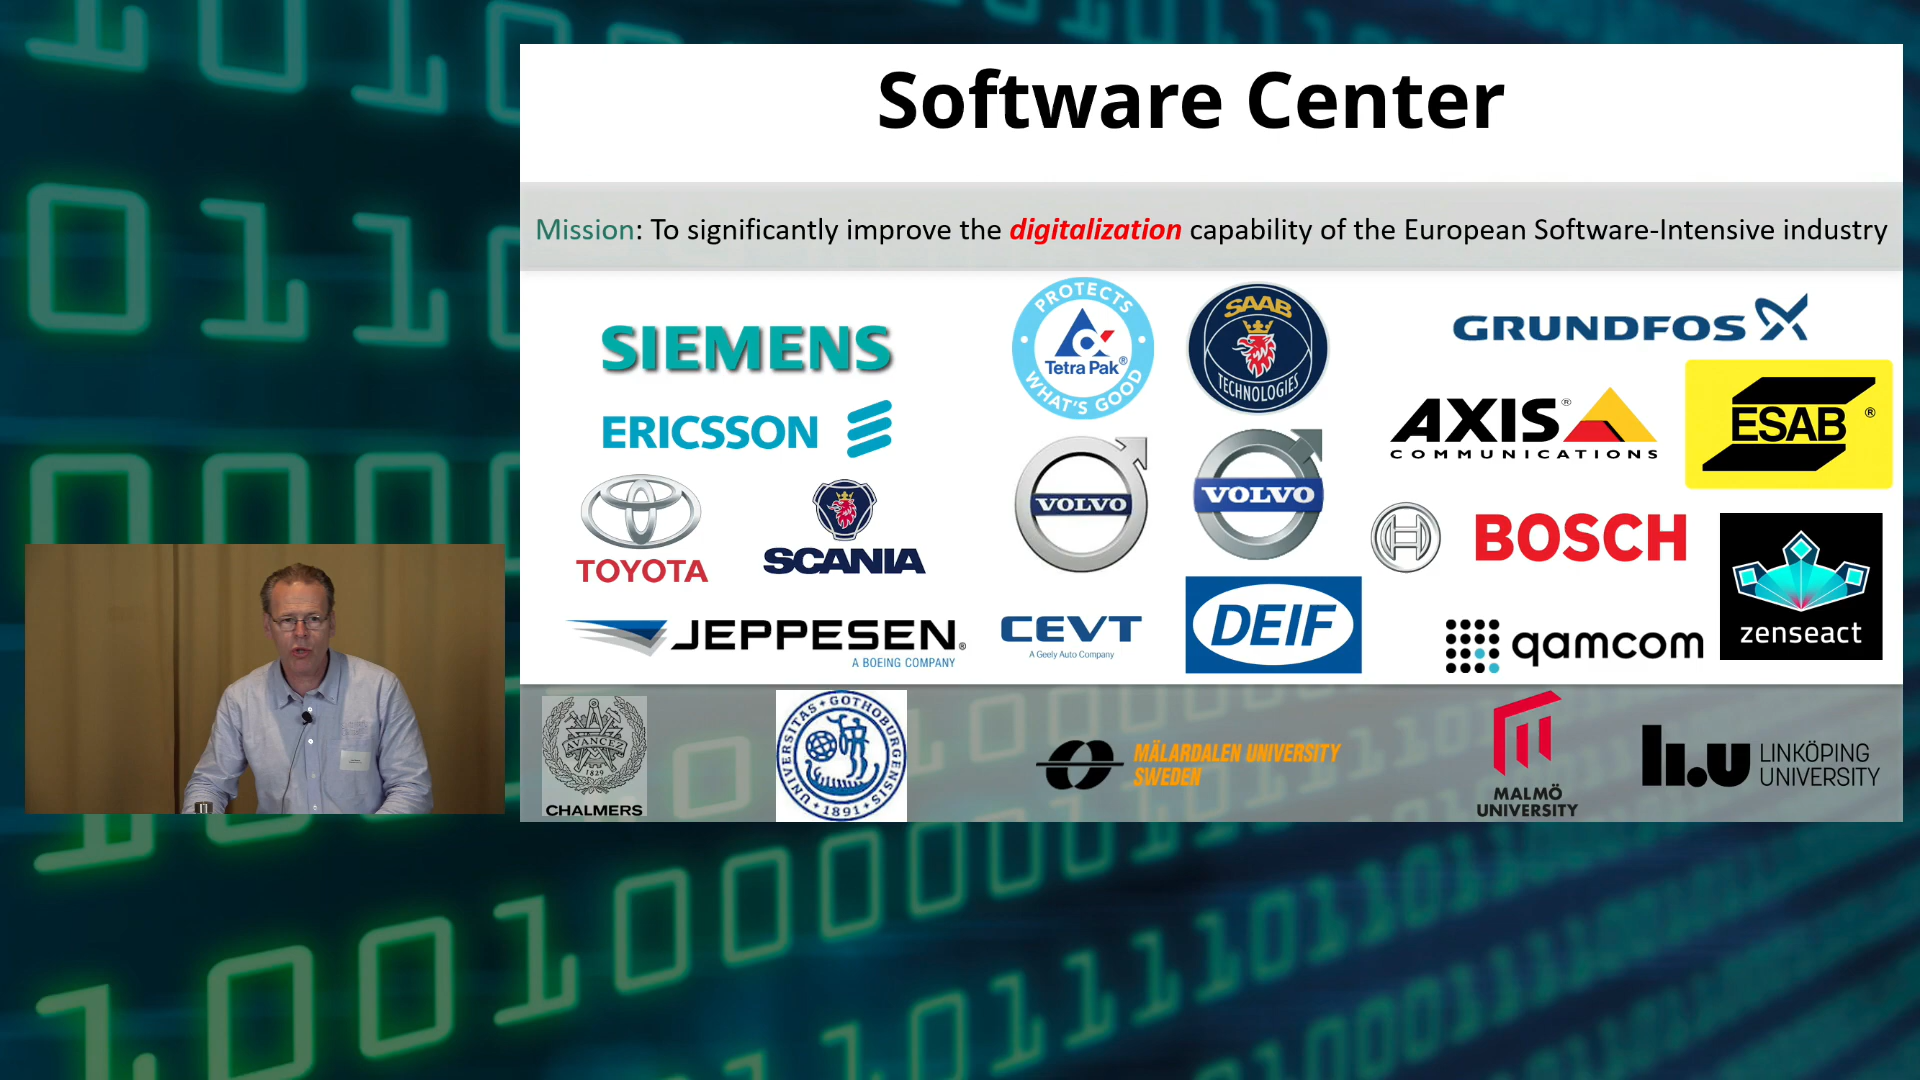 Software Center
Mission: To significantly improve the digitalization capability of the European Software-Intensive industry
SIEMENS
PROTECTS
Tetra Pak®
WHAT'S GOOD
SAAB
TECHNOLOGIES
GRUNDFOS
ERICSSON
AXIS®
COMMUNICATIONS
ESAB®
TOYOTA
SCANIA
VOLVO
VOLVO
BOSCH
zenseact
JEPPESEN®
A BOEING COMPANY
CEVT
A Geely Auto Company
DEIF
qamcom
AVANCEZ
1829
CHALMERS
UNIVERSITAS GOTHOBURGENSIS
1891
MÄLARDALEN UNIVERSITY
SWEDEN
MALMÖ
UNIVERSITY
LINKÖPING
UNIVERSITY